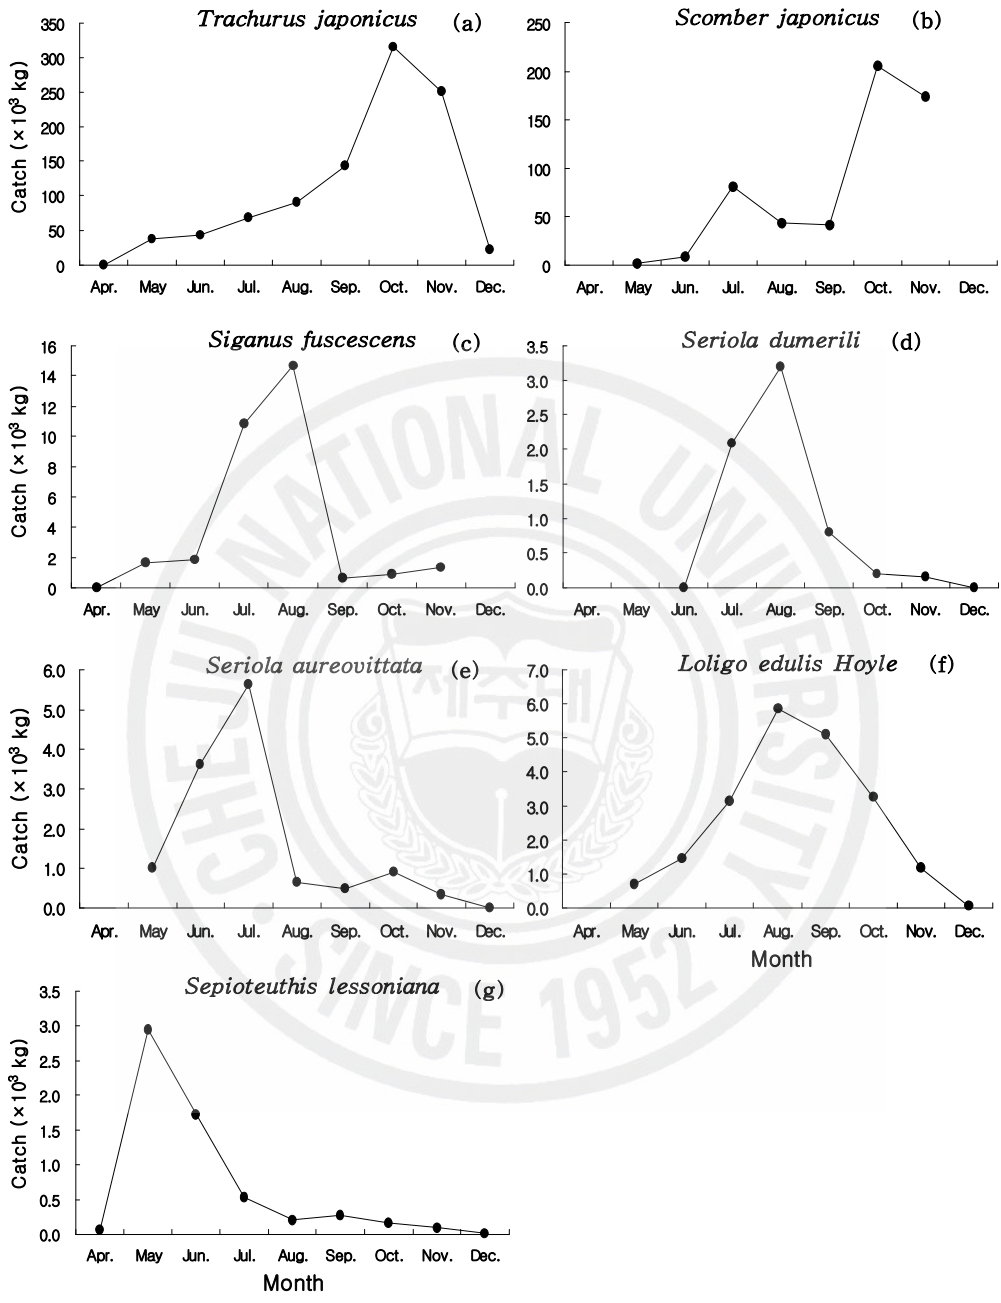 Trachurus japonicus (a)
Catch (×10³ kg)
350
300
250
200
150
100
50
0
Apr. May Jun. Jul. Aug. Sep. Oct. Nov. Dec.
Scomber japonicus (b)
250
200
150
100
50
0
Apr. May Jun. Jul. Aug. Sep. Oct. Nov. Dec.
Siganus fuscescens (c)
Catch (×10³ kg)
16
14
12
10
8
6
4
2
0
Apr. May Jun. Jul. Aug. Sep. Oct. Nov. Dec.
Seriola dumerili (d)
3.5
3.0
2.5
2.0
1.5
1.0
0.5
0.0
Apr. May Jun. Jul. Aug. Sep. Oct. Nov. Dec.
Seriola aureovittata (e)
Catch (×10³ kg)
6.0
5.0
4.0
3.0
2.0
1.0
0.0
Apr. May Jun. Jul. Aug. Sep. Oct. Nov. Dec.
Loligo edulis Hoyle (f)
7.0
6.0
5.0
4.0
3.0
2.0
1.0
0.0
Apr. May Jun. Jul. Aug. Sep. Oct. Nov. Dec.
Month
Sepioteuthis lessoniana (g)
Catch (×10³ kg)
3.5
3.0
2.5
2.0
1.5
1.0
0.5
0.0
Apr. May Jun. Jul. Aug. Sep. Oct. Nov. Dec.
Month
CHEJU NATIONAL UNIVERSITY
제주대
SINCE 1952